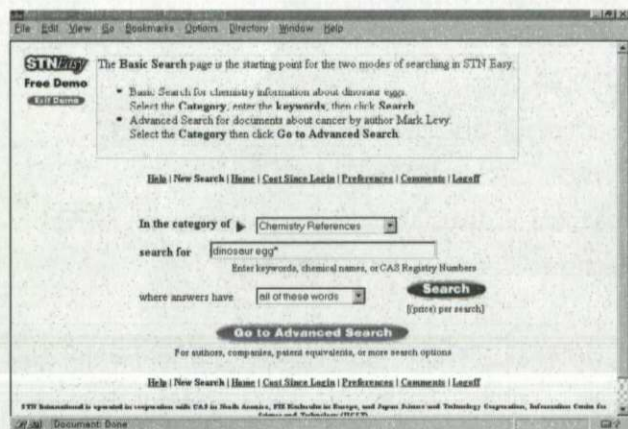 File Edit View Go Bookmarks Options Directory Window Help
STN Easy
Free Demo
Exit Demo
The Basic Search page is the starting point for the two modes of searching in STN Easy.
• Basic Search for chemistry information about dinosaur eggs.
Select the Category, enter the keywords, then click Search
• Advanced Search for documents about cancer by author Mark Levy.
Select the Category then click Go to Advanced Search.
Help | New Search | Home | Cost Since Login | Preferences | Comments | Logoff
In the category of Chemistry References
search for dinosaur egg*
Enter keywords, chemical names, or CAS Registry Numbers
where answers have all of these words Search
[(price) per search]
Go to Advanced Search
For authors, companies, patent equivalents, or more search options
Help | New Search | Home | Cost Since Login | Preferences | Comments | Logoff
STN International is operated in cooperation with CAS in North America, FIZ Karlsruhe in Europe, and Japan Science and Technology Corporation, Information Center for
Science and Technology (JICST)
Document: Done